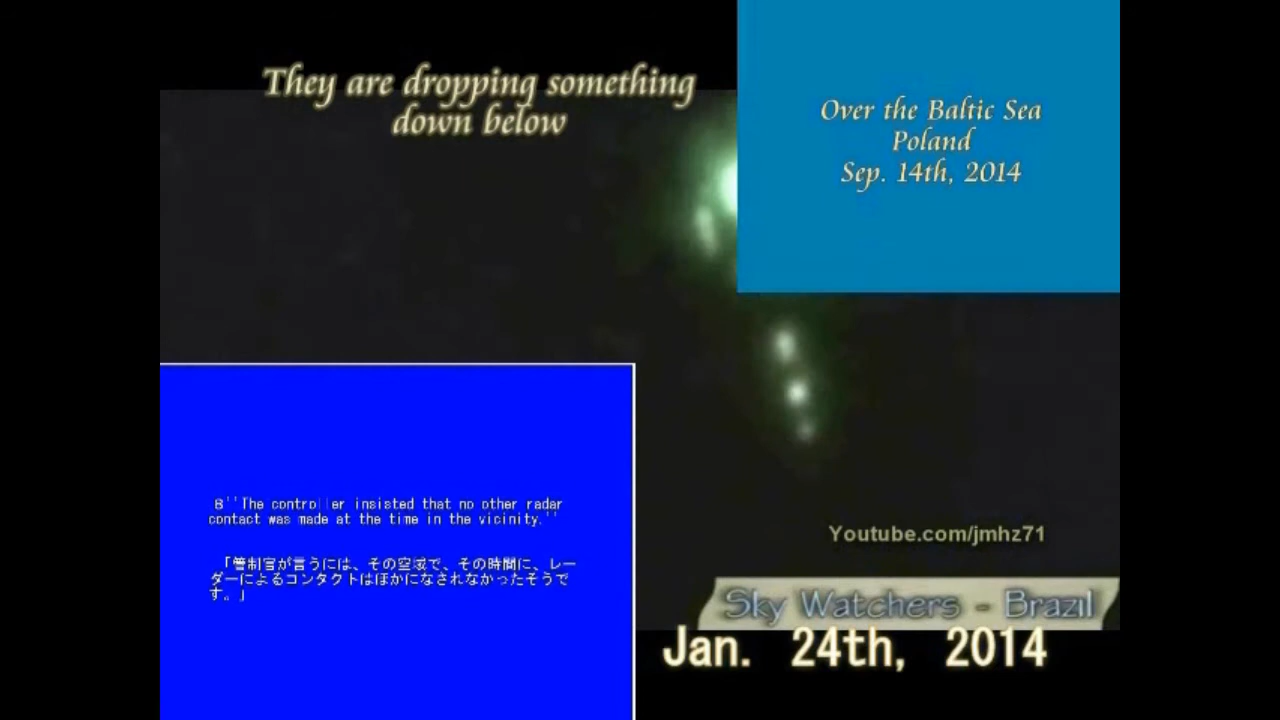 They are dropping something
down below
Over the Baltic Sea
Poland
Sep. 14th, 2014
8''The controller insisted that no other radar
contact was made at the time in the vicinity.''
「管制官が言うには、その空域で、その時間に、レー
ダーによるコンタクトはほかになされなかったそうで
す。」
Youtube.com/jmhz71
Sky Watchers - Brazil
Jan. 24th, 2014